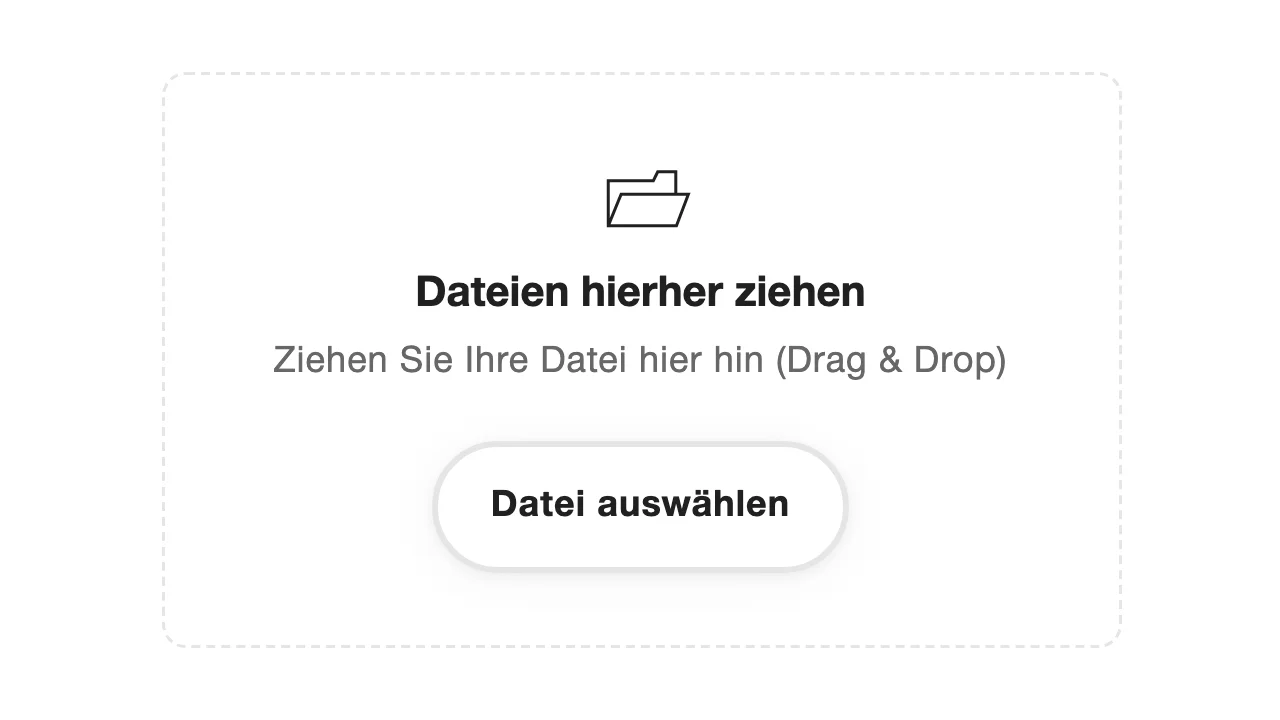 Dateien hierher ziehen
Ziehen Sie Ihre Datei hier hin (Drag & Drop)
Datei auswählen